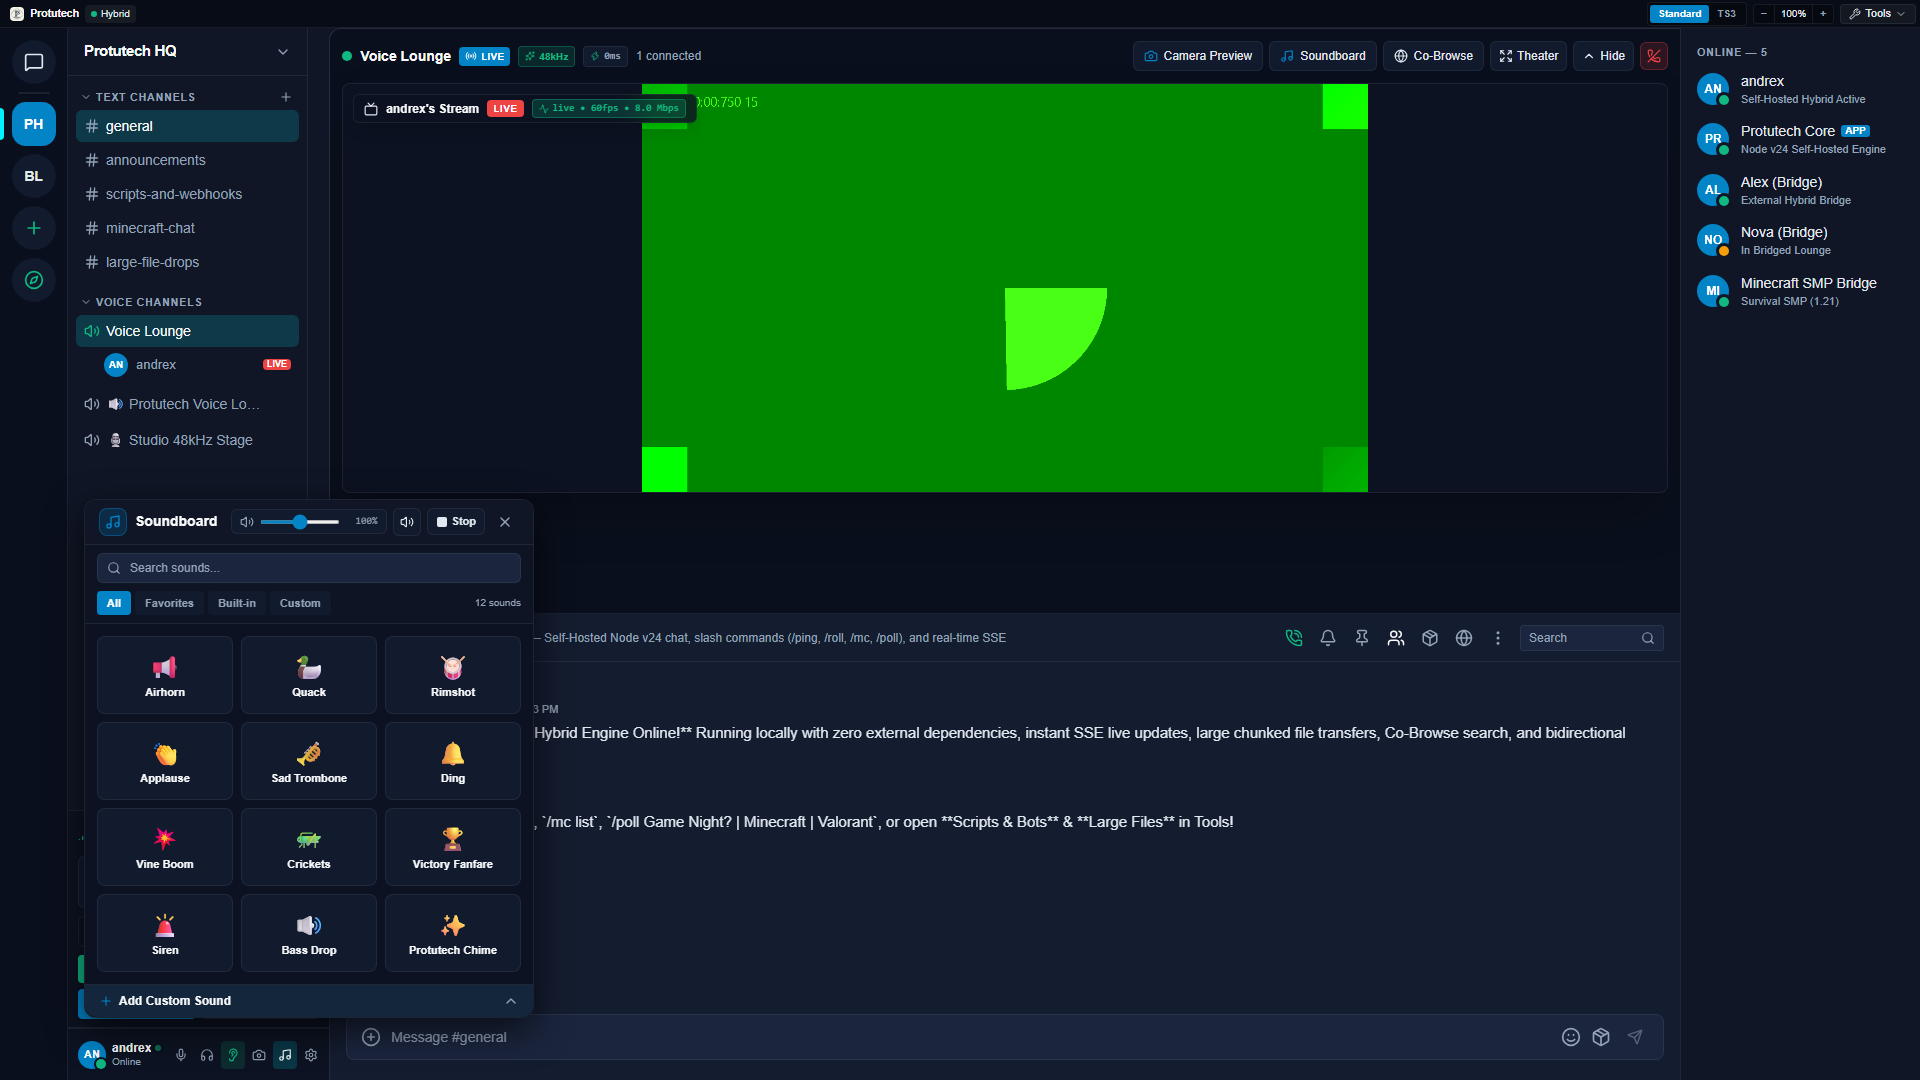 Protutech
Hybrid
Standard
TS3
100%
Tools
PH
BL
Protutech HQ
TEXT CHANNELS
general
announcements
scripts-and-webhooks
minecraft-chat
large-file-drops
VOICE CHANNELS
Voice Lounge
AN andrex LIVE
Protutech Voice Lo…
Studio 48kHz Stage
Voice Lounge LIVE 48kHz 0ms 1 connected
Camera Preview
Soundboard
Co-Browse
Theater
Hide
andrex's Stream LIVE live • 60fps • 8.0 Mbps
0:00:750 15
Soundboard 100% Stop
Search sounds...
All Favorites Built-in Custom 12 sounds
Airhorn Quack Rimshot
Applause Sad Trombone Ding
Vine Boom Crickets Victory Fanfare
Siren Bass Drop Protutech Chime
Add Custom Sound
AN andrex
Online
— Self-Hosted Node v24 chat, slash commands (/ping, /roll, /mc, /poll), and real-time SSE
Search
3 PM
Hybrid Engine Online!** Running locally with zero external dependencies, instant SSE live updates, large chunked file transfers, Co-Browse search, and bidirectional
, `/mc list`, `/poll Game Night? | Minecraft | Valorant`, or open **Scripts & Bots** & **Large Files** in Tools!
Message #general
ONLINE — 5
AN andrex
Self-Hosted Hybrid Active
PR Protutech Core APP
Node v24 Self-Hosted Engine
AL Alex (Bridge)
External Hybrid Bridge
NO Nova (Bridge)
In Bridged Lounge
MI Minecraft SMP Bridge
Survival SMP (1.21)